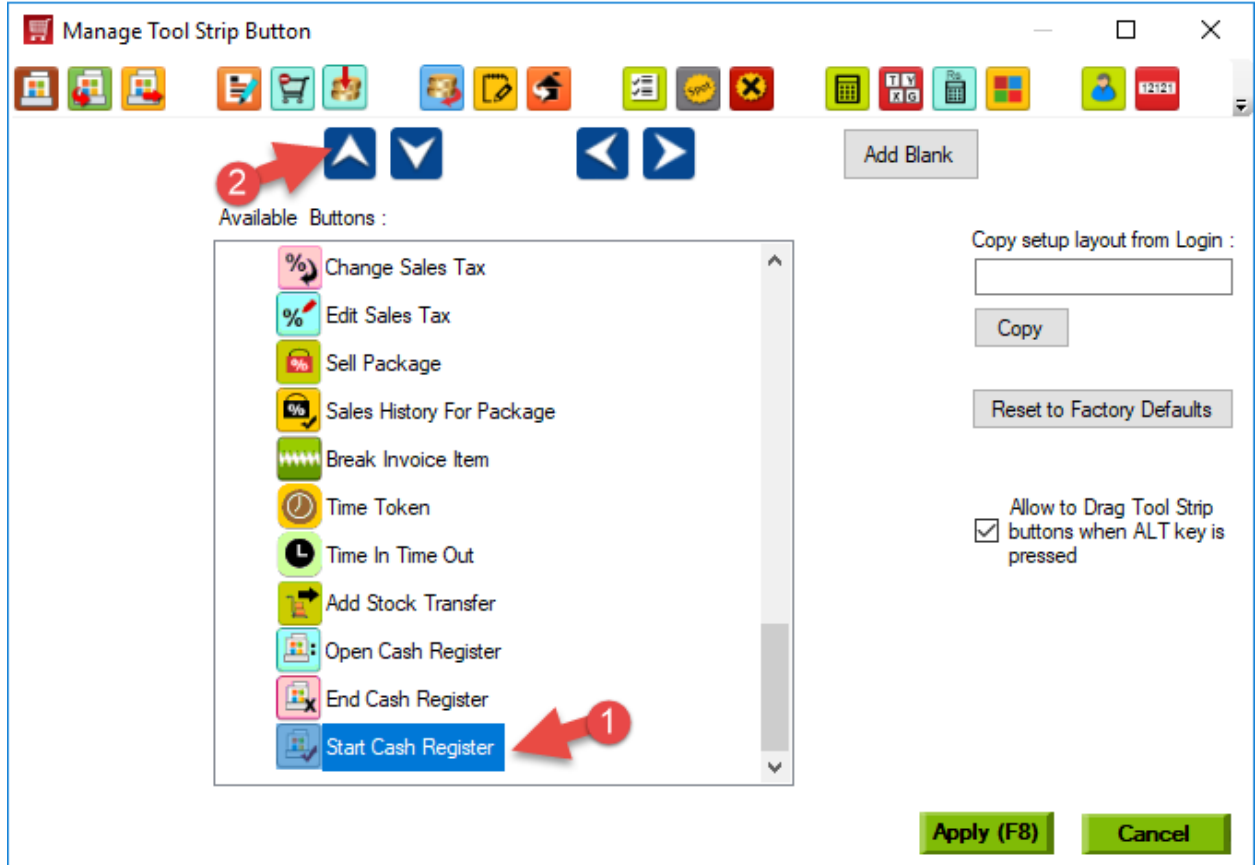 Manage Tool Strip Button
Spot
T Y
X G
Rs
12121
2
Add Blank
Available Buttons :
Copy setup layout from Login :
Change Sales Tax
Edit Sales Tax
Copy
Sell Package
Sales History For Package
Reset to Factory Defaults
Break Invoice Item
Time Token
Allow to Drag Tool Strip
buttons when ALT key is
pressed
Time In Time Out
Add Stock Transfer
Open Cash Register
End Cash Register
1
Start Cash Register
Apply (F8)
Cancel